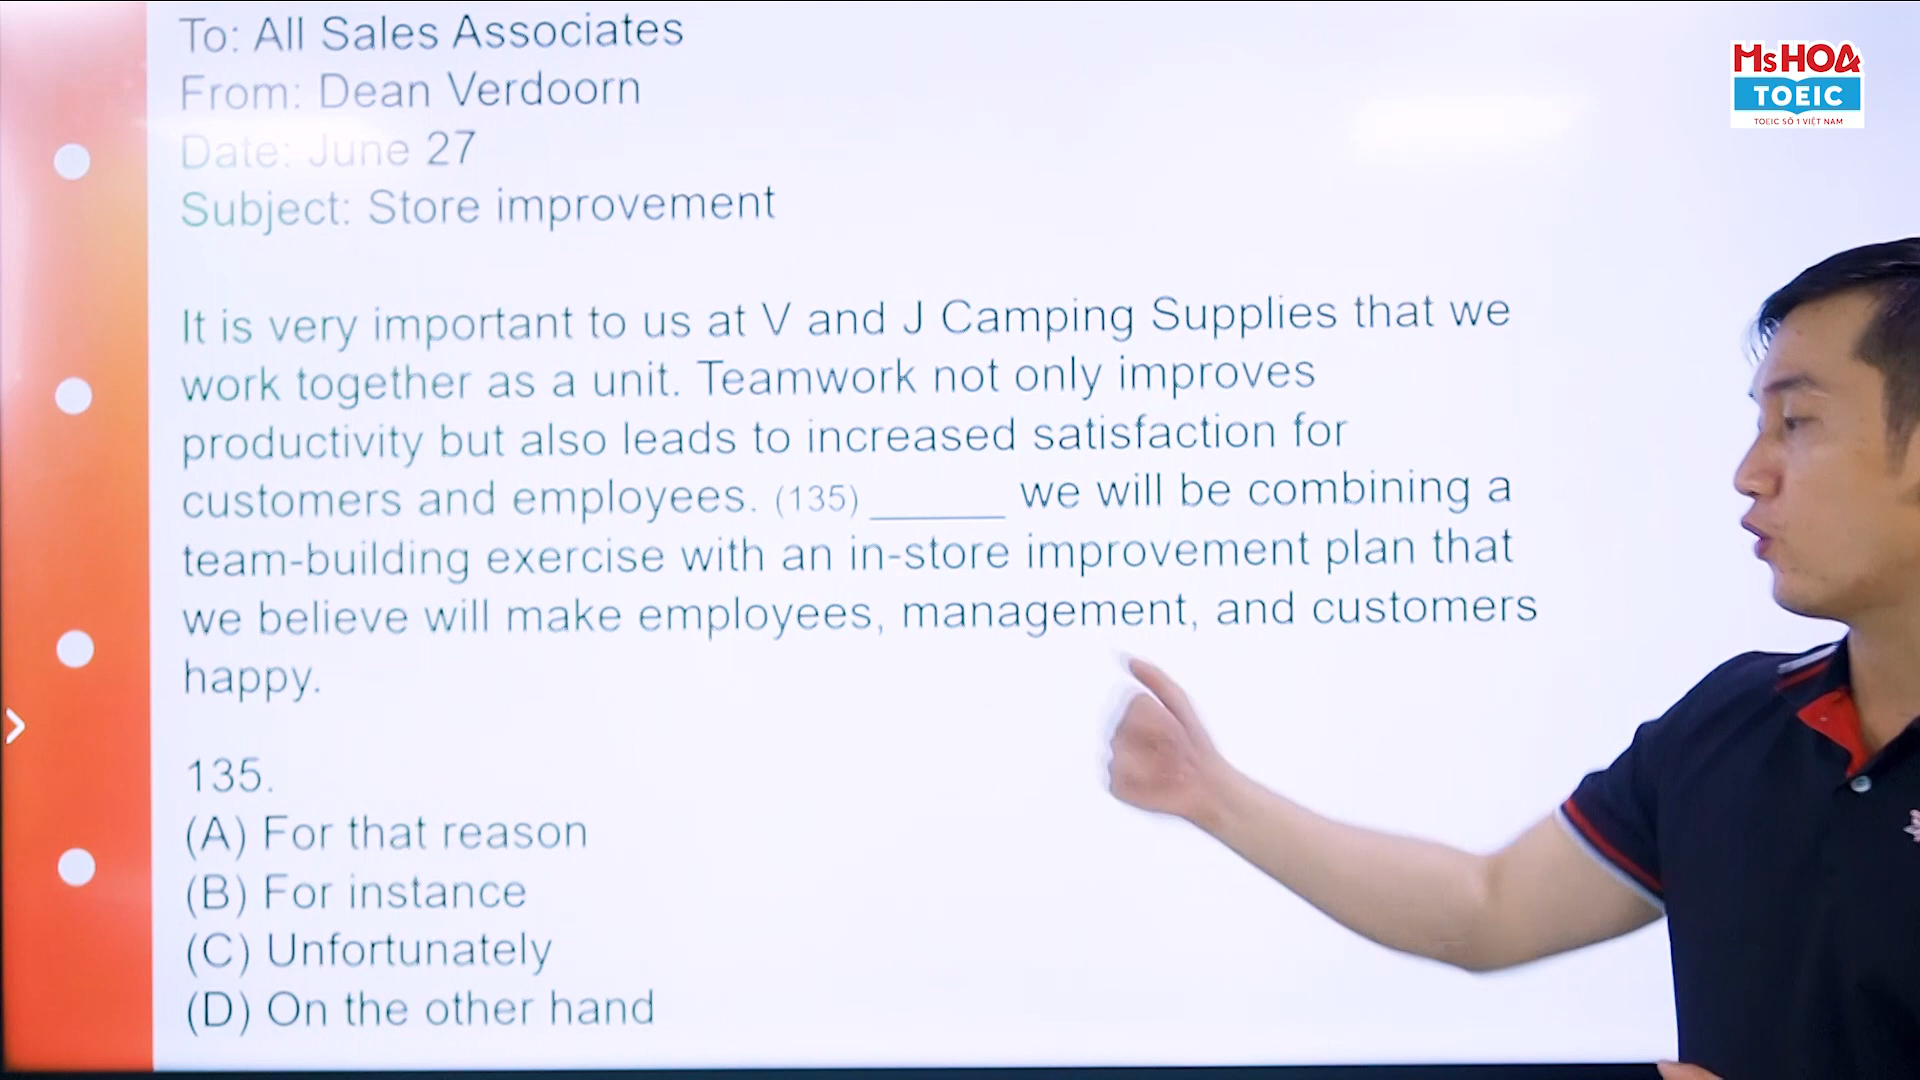 To: All Sales Associates
From: Dean Verdoorn
Date: June 27
Subject: Store improvement
It is very important to us at V and J Camping Supplies that we
work together as a unit. Teamwork not only improves
productivity but also leads to increased satisfaction for
customers and employees. (135) ______ we will be combining a
team-building exercise with an in-store improvement plan that
we believe will make employees, management, and customers
happy.
135.
(A) For that reason
(B) For instance
(C) Unfortunately
(D) On the other hand
Ms HOA
TOEIC
TOEIC SỐ 1 VIỆT NAM